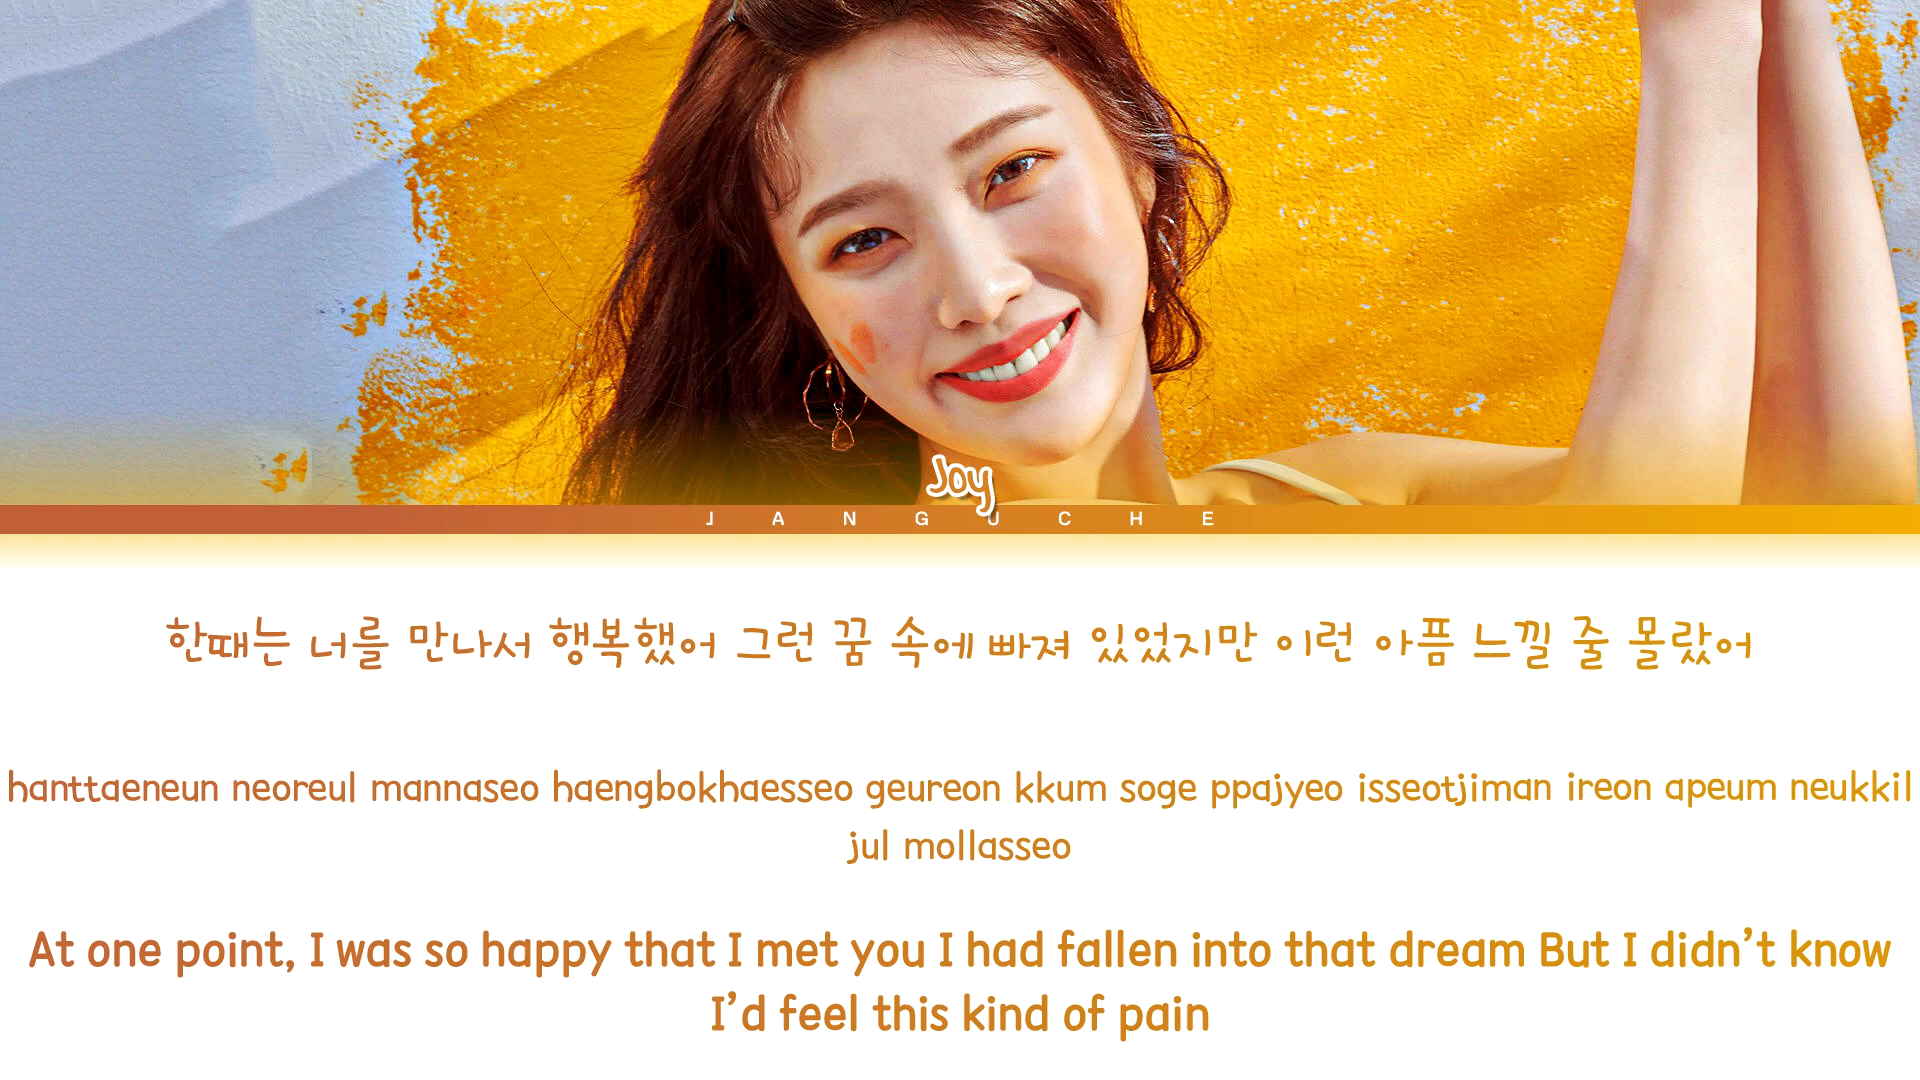 Joy
JANGUCHE
한때는 너를 만나서 행복했어 그런 꿈 속에 빠져 있었지만 이런 아픔 느낄 줄 몰랐어
hanttaeneun neoreul mannaseo haengbokhaesseo geureon kkum soge ppajyeo isseotjiman ireon apeum neukkil
jul mollasseo
At one point, I was so happy that I met you I had fallen into that dream But I didn’t know
I’d feel this kind of pain